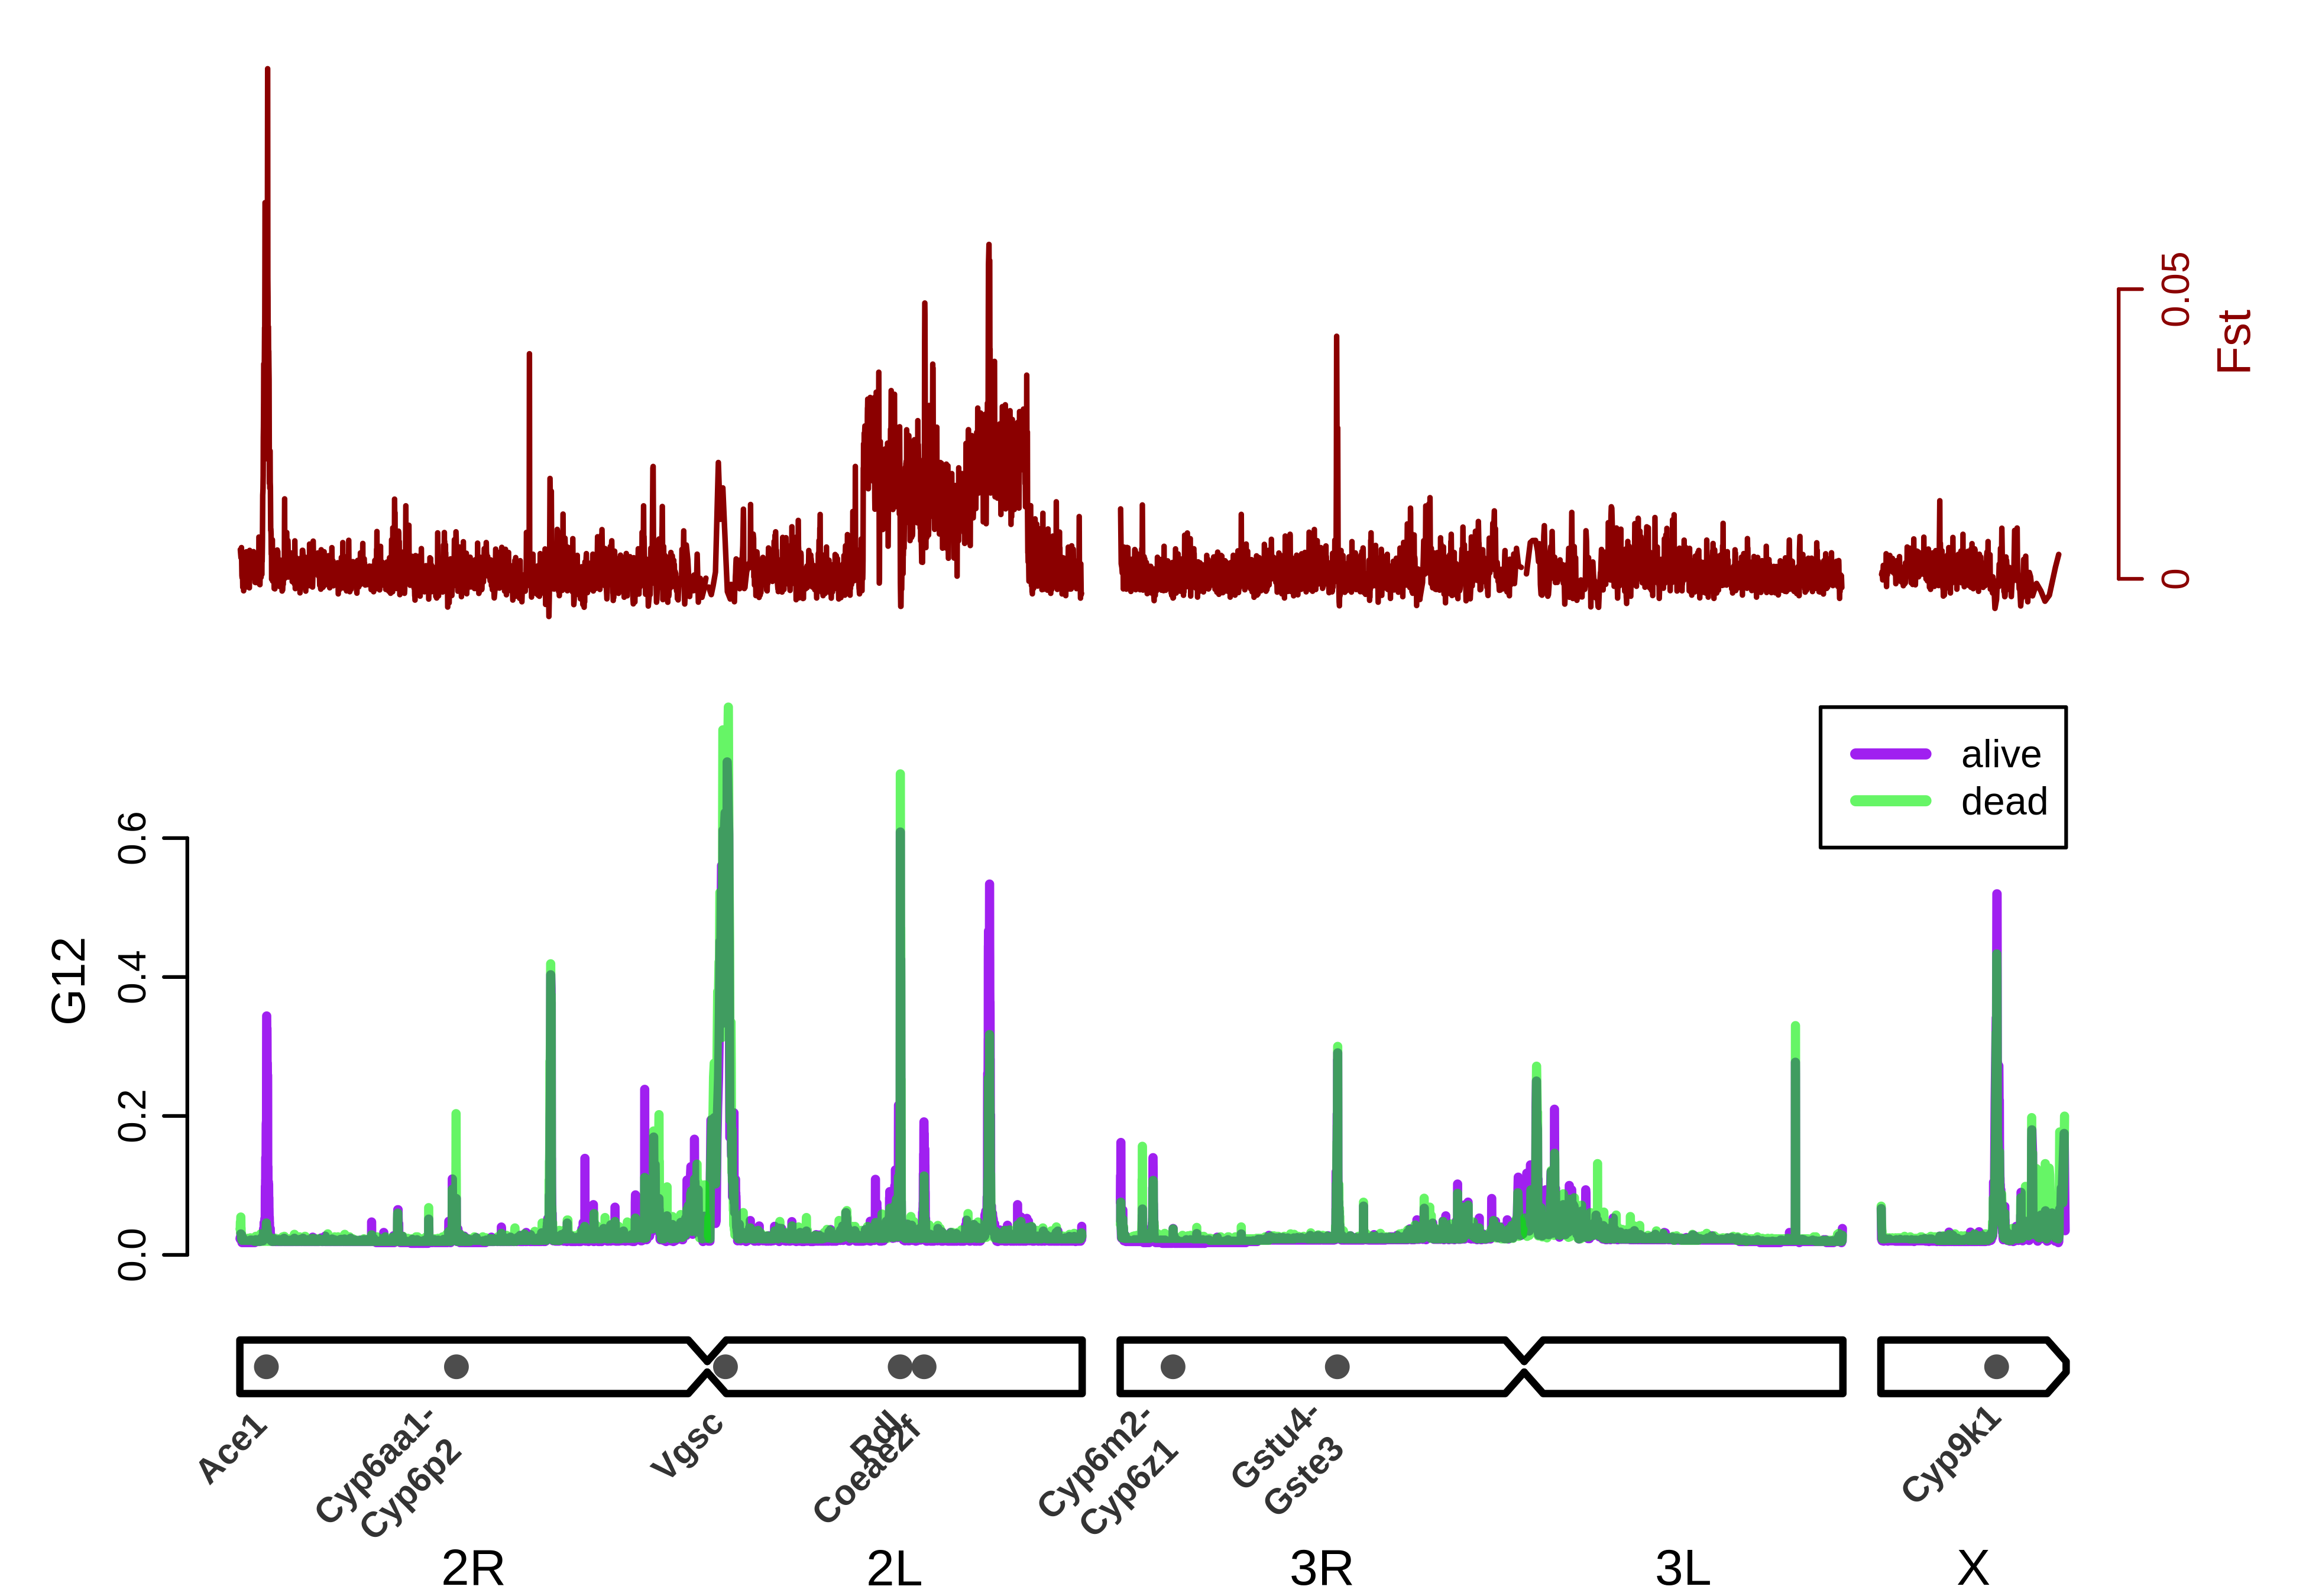 0.05
0
Fst
alive
dead
0.6
0.4
0.2
0.0
G12
Ace1
Cyp6aa1-
Cyp6p2
Vgsc
Rdl
Coeae2f
Cyp6m2-
Cyp6z1
Gstu4-
Gste3
Cyp9k1
2R
2L
3R
3L
X